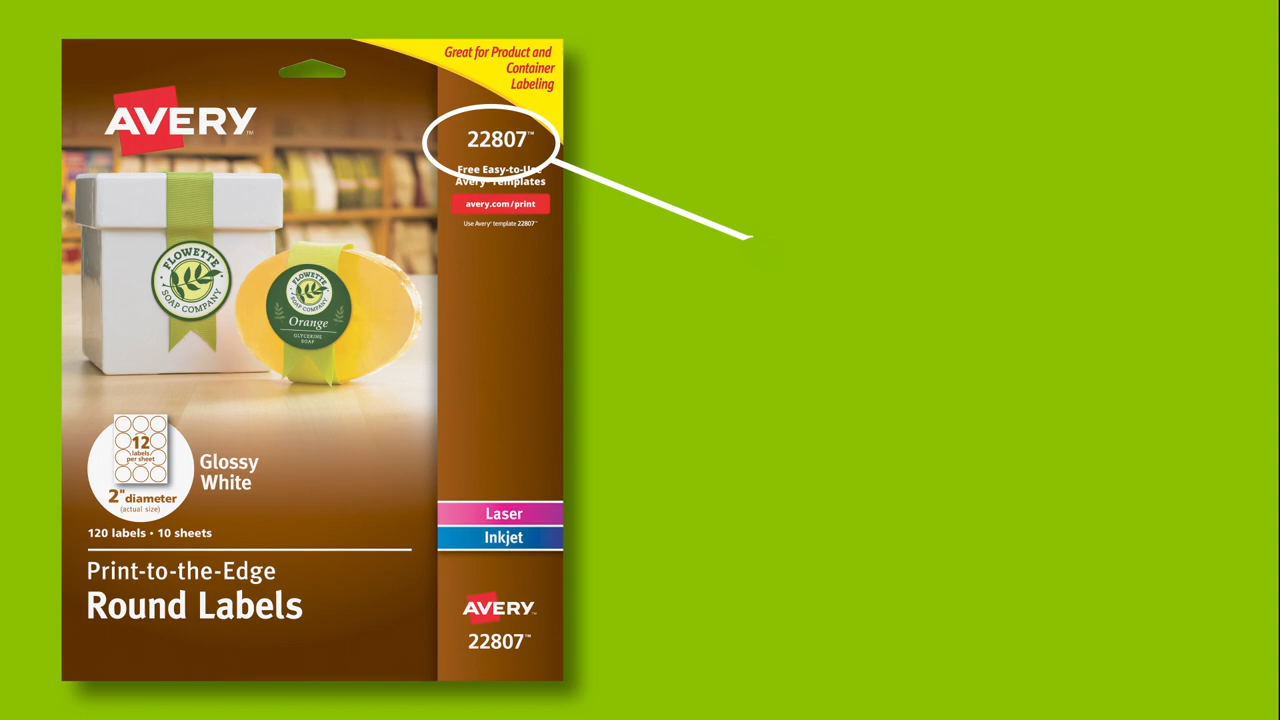 Great for Product and
Container
Labeling
AVERY™
22807™
Free Easy-to-Use
Avery® Templates
avery.com/print
Use Avery® template 22807™
FLOWETTE
SOAP COMPANY
FLOWETTE
SOAP COMPANY
Orange
GLYCERINE
SOAP
12
labels
per sheet
2" diameter
(actual size)
Glossy
White
120 labels • 10 sheets
Laser
Inkjet
Print-to-the-Edge
Round Labels
AVERY™
22807™